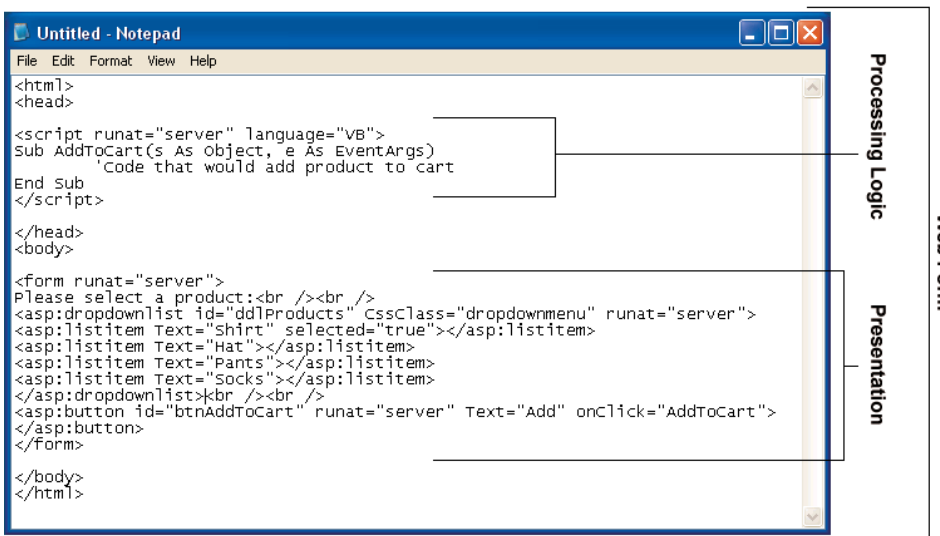 Untitled - Notepad
File Edit Format View Help
<html>
<head>
<script runat="server" language="VB">
Sub AddToCart(s As Object, e As EventArgs)
'Code that would add product to cart
End Sub
</script>
</head>
<body>
<form runat="server">
Please select a product:<br /><br />
<asp:dropdownlist id="ddlProducts" CssClass="dropdownmenu" runat="server">
<asp:listitem Text="Shirt" selected="true"></asp:listitem>
<asp:listitem Text="Hat"></asp:listitem>
<asp:listitem Text="Pants"></asp:listitem>
<asp:listitem Text="Socks"></asp:listitem>
</asp:dropdownlist><br /><br />
<asp:button id="btnAddToCart" runat="server" Text="Add" onClick="AddToCart">
</asp:button>
</form>
</body>
</html>
Processing Logic
Presentation